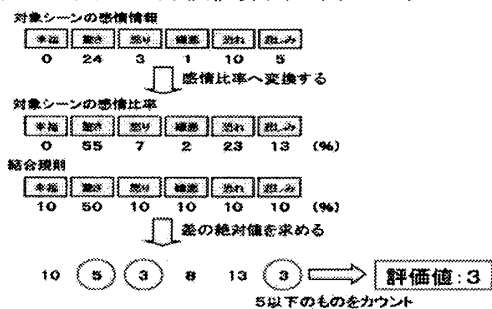 対象シーンの感情情報
幸福 驚き 怒り 嫌悪 恐れ 悲しみ
0 24 3 1 10 5
感情比率へ変換する
対象シーンの感情比率
幸福 驚き 怒り 嫌悪 恐れ 悲しみ
0 55 7 2 23 13 (%)
結合規則
幸福 驚き 怒り 嫌悪 恐れ 悲しみ
10 50 10 10 10 10 (%)
差の絶対値を求める
10 5 3 8 13 3 評価値:3
5以下のものをカウント